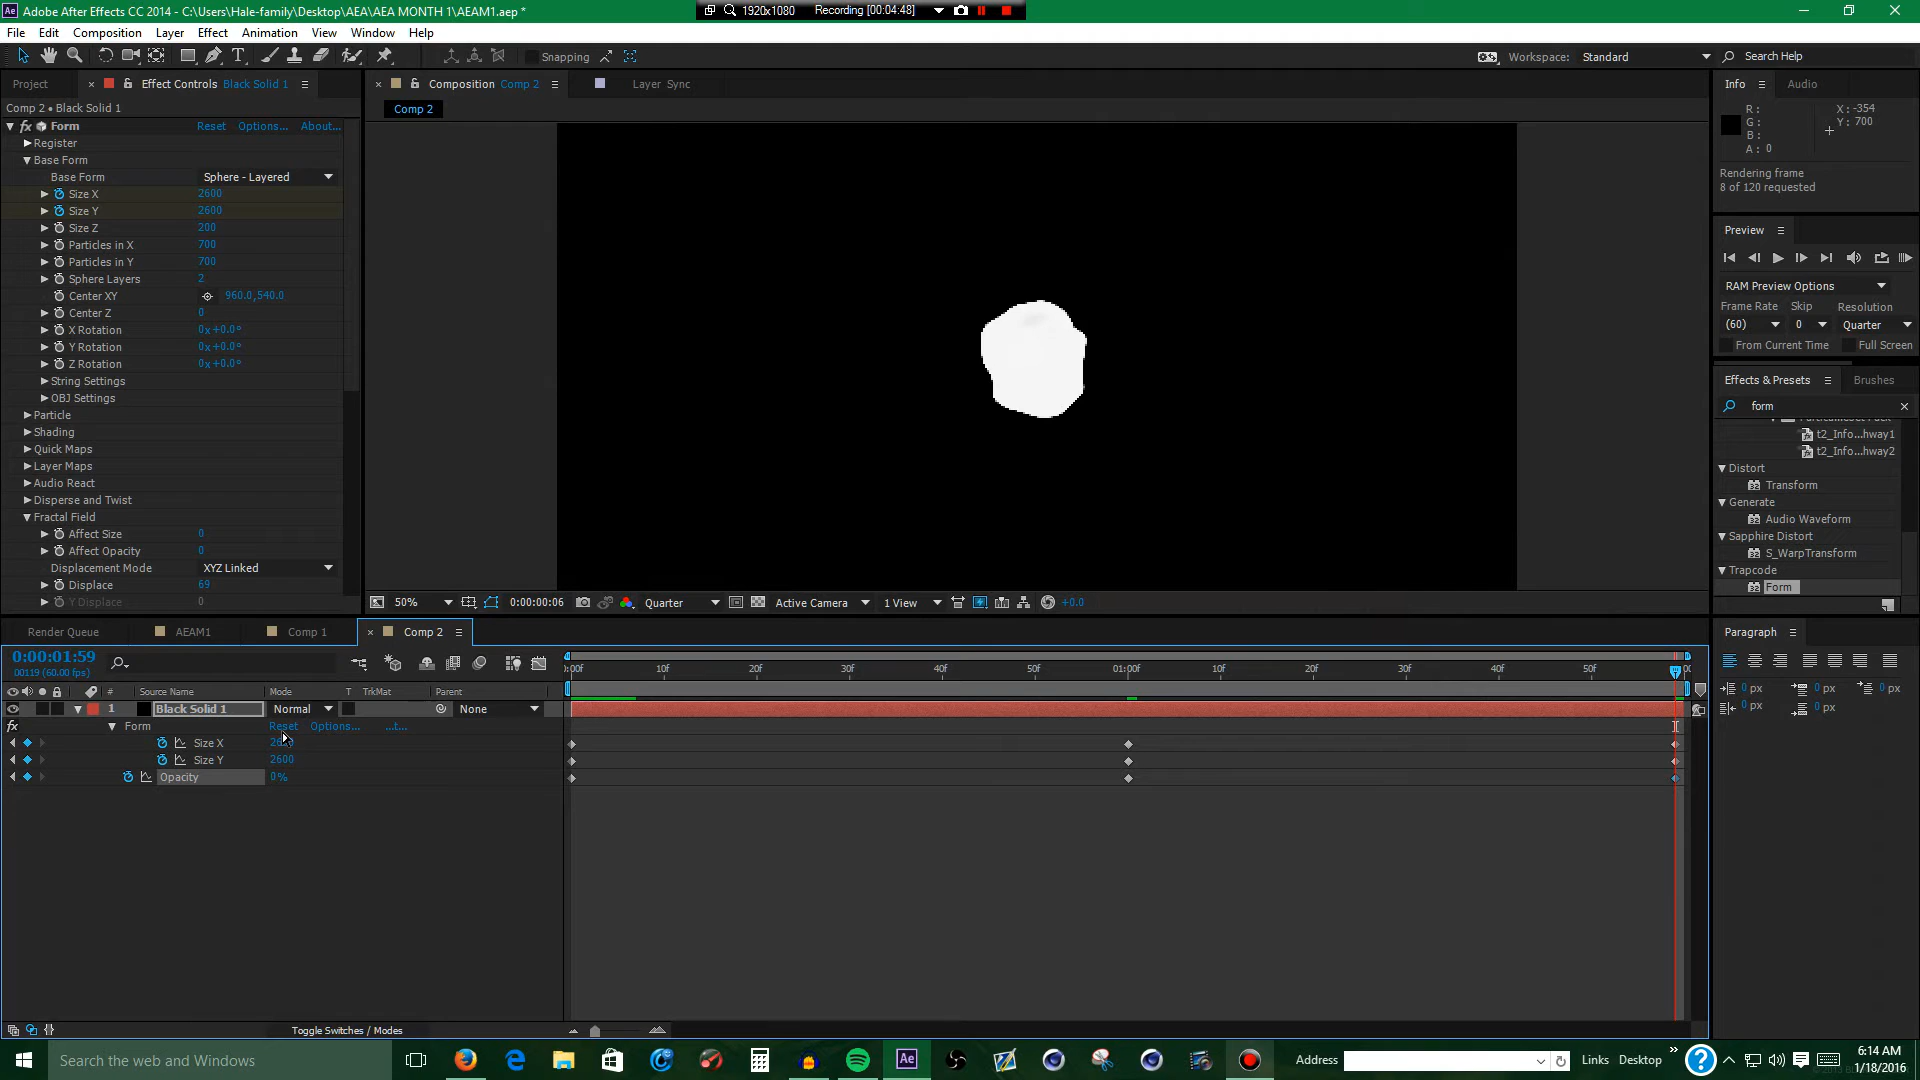 Adobe After Effects CC 2014 - C:\Users\Hale-family\Desktop\AEA\AEA MONTH 1\AEAM1.aep *
1920x1080 Recording [00:04:48]
File Edit Composition Layer Effect Animation View Window Help
Snapping
Workspace: Standard Search Help
Project Effect Controls Black Solid 1
Composition Comp 2 Layer Sync
Info Audio
Comp 2 • Black Solid 1
Comp 2
R:
G:
B:
A: 0
X: -354
Y: 700
Form Reset Options... About...
Register
Base Form
Base Form Sphere - Layered
Size X 2600
Size Y 2600
Size Z 200
Particles in X 700
Particles in Y 700
Sphere Layers 2
Center XY 960.0,540.0
Center Z 0
X Rotation 0x+0.0°
Y Rotation 0x+0.0°
Z Rotation 0x+0.0°
String Settings
OBJ Settings
Particle
Shading
Quick Maps
Layer Maps
Audio React
Disperse and Twist
Fractal Field
Affect Size 0
Affect Opacity 0
Displacement Mode XYZ Linked
Displace 69
Y Displace 0
Rendering frame
8 of 120 requested
Preview
RAM Preview Options
Frame Rate Skip Resolution
(60) 0 Quarter
From Current Time Full Screen
Effects & Presets Brushes
form
t2_Info...hway1
t2_Info...hway2
Distort
Transform
Generate
Audio Waveform
Sapphire Distort
S_WarpTransform
Trapcode
Form
50% 0:00:00:06 Quarter Active Camera 1 View +0.0
Render Queue AEAM1 Comp 1 Comp 2
Paragraph
0:00:01:59
00119 (60.00 fps)
:00f 10f 20f 30f 40f 50f 01:00f 10f 20f 30f 40f 50f
# Source Name Mode T TrkMat Parent
1 Black Solid 1 Normal None
fx Form Reset Options... ...t...
Size X
Size Y 2600
Opacity 0%
0 px 0 px 0 px
0 px 0 px
Toggle Switches / Modes
Search the web and Windows
Address Links Desktop
6:14 AM
1/18/2016